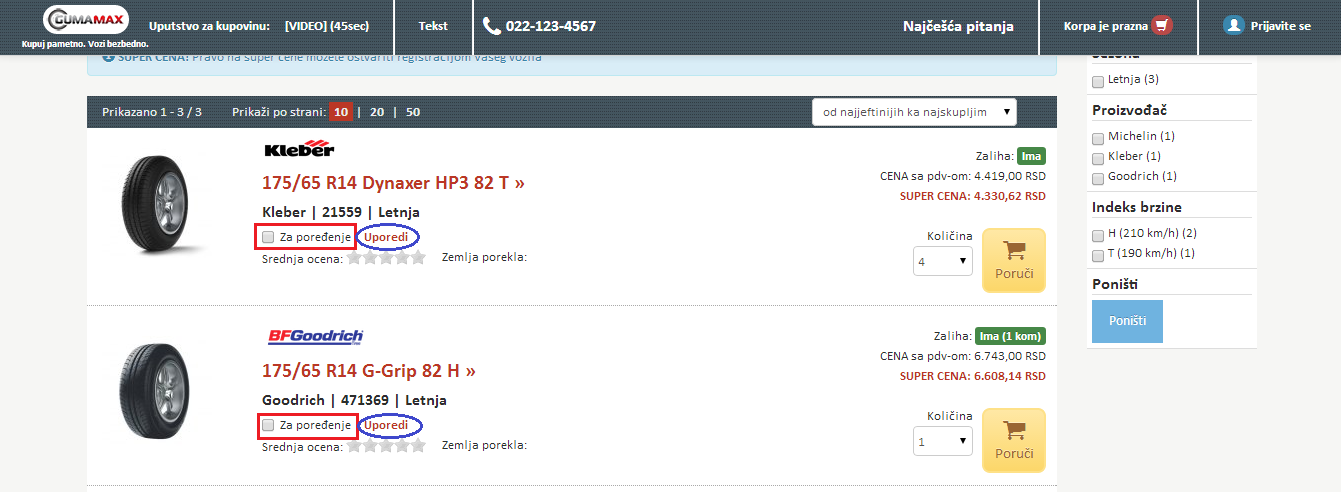 GUMAMAX
Kupuj pametno. Vozi bezbedno.
Uputstvo za kupovinu: [VIDEO] (45sec)
Tekst
022-123-4567
Najčešća pitanja
Korpa je prazna
Prijavite se
SUPER CENA: Pravo na super cene možete ostvariti registracijom vašeg vozila
Prikazano 1 - 3 / 3
Prikaži po strani: 10 | 20 | 50
od najjeftinijih ka najskupljim
Kleber
175/65 R14 Dynaxer HP3 82 T »
Kleber | 21559 | Letnja
Za poređenje Uporedi
Srednja ocena:
Zemlja porekla:
Zaliha: Ima
CENA sa pdv-om: 4.419,00 RSD
SUPER CENA: 4.330,62 RSD
Količina
4
Poruči
BFGoodrich
175/65 R14 G-Grip 82 H »
Goodrich | 471369 | Letnja
Za poređenje Uporedi
Srednja ocena:
Zemlja porekla:
Zaliha: Ima (1 kom)
CENA sa pdv-om: 6.743,00 RSD
SUPER CENA: 6.608,14 RSD
Količina
1
Poruči
Sezona
Letnja (3)
Proizvođač
Michelin (1)
Kleber (1)
Goodrich (1)
Indeks brzine
H (210 km/h) (2)
T (190 km/h) (1)
Poništi
Poništi